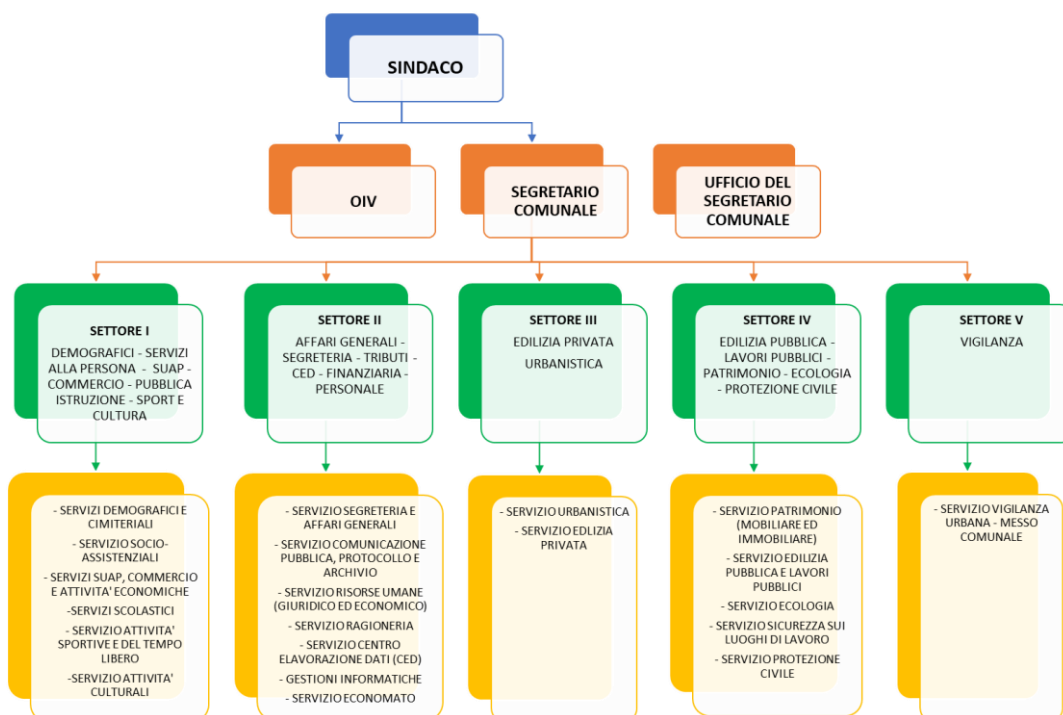 SINDACO
OIV
SEGRETARIO
COMUNALE
UFFICIO DEL
SEGRETARIO
COMUNALE
SETTORE I
DEMOGRAFICI - SERVIZI
ALLA PERSONA - SUAP -
COMMERCIO - PUBBLICA
ISTRUZIONE - SPORT E
CULTURA
SETTORE II
AFFARI GENERALI -
SEGRETERIA - TRIBUTI -
CED - FINANZIARIA -
PERSONALE
SETTORE III
EDILIZIA PRIVATA
URBANISTICA
SETTORE IV
EDILIZIA PUBBLICA -
LAVORI PUBBLICI -
PATRIMONIO - ECOLOGIA
- PROTEZIONE CIVILE
SETTORE V
VIGILANZA
- SERVIZI DEMOGRAFICI E
CIMITERIALI
- SERVIZIO SOCIO-
ASSISTENZIALI
- SERVIZI SUAP, COMMERCIO
E ATTIVITA' ECONOMICHE
-SERVIZI SCOLASTICI
- SERVIZIO ATTIVITA'
SPORTIVE E DEL TEMPO
LIBERO
-SERVIZIO ATTIVITA'
CULTURALI
- SERVIZIO SEGRETERIA E
AFFARI GENERALI
- SERVIZIO COMUNICAZIONE
PUBBLICA, PROTOCOLLO E
ARCHIVIO
- SERVIZIO RISORSE UMANE
(GIURIDICO ED ECONOMICO)
- SERVIZIO RAGIONERIA
- SERVIZIO CENTRO
ELAVORAZIONE DATI (CED)
- GESTIONI INFORMATICHE
- SERVIZIO ECONOMATO
- SERVIZIO URBANISTICA
- SERVIZIO EDLIZIA
PRIVATA
- SERVIZIO PATRIMONIO
(MOBILIARE ED
IMMOBILIARE)
- SERVIZIO EDILIZIA
PUBBLICA E LAVORI
PUBBLICI
- SERVIZIO ECOLOGIA
- SERVIZIO SICUREZZA SUI
LUOGHI DI LAVORO
- SERVIZIO PROTEZIONE
CIVILE
- SERVIZIO VIGILANZA
URBANA - MESSO
COMUNALE